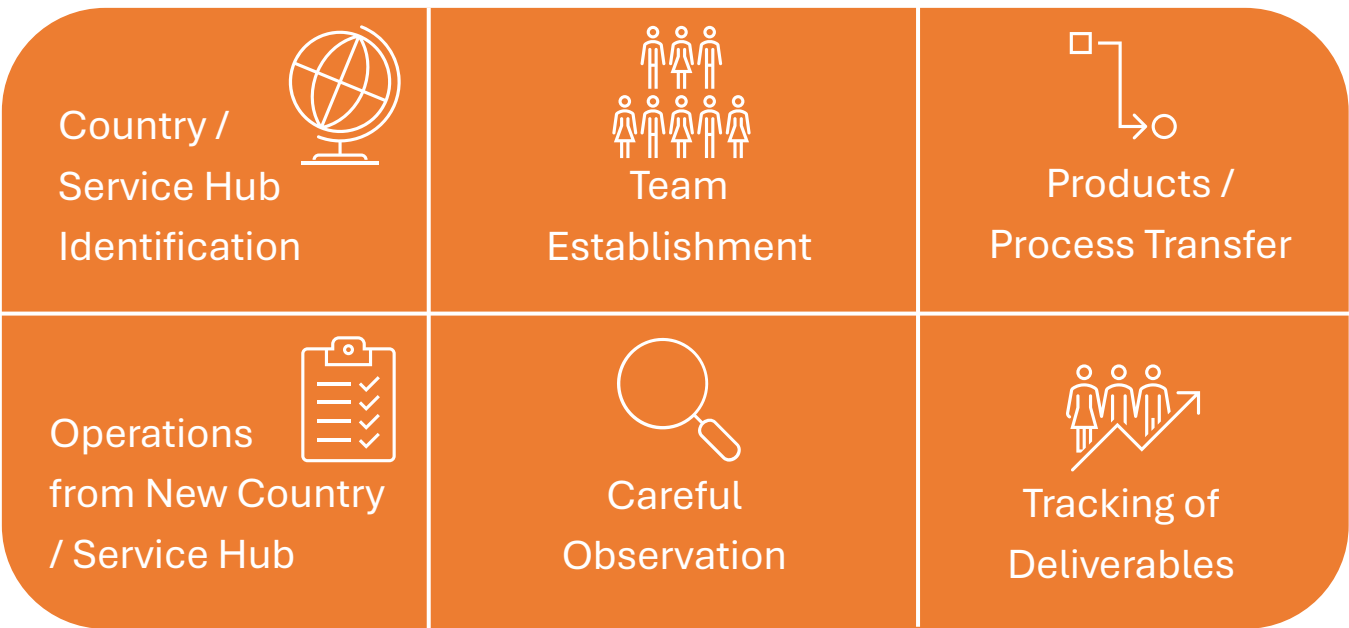 Country /
Service Hub
Identification
Team
Establishment
Products /
Process Transfer
Operations
from New Country
/ Service Hub
Careful
Observation
Tracking of
Deliverables